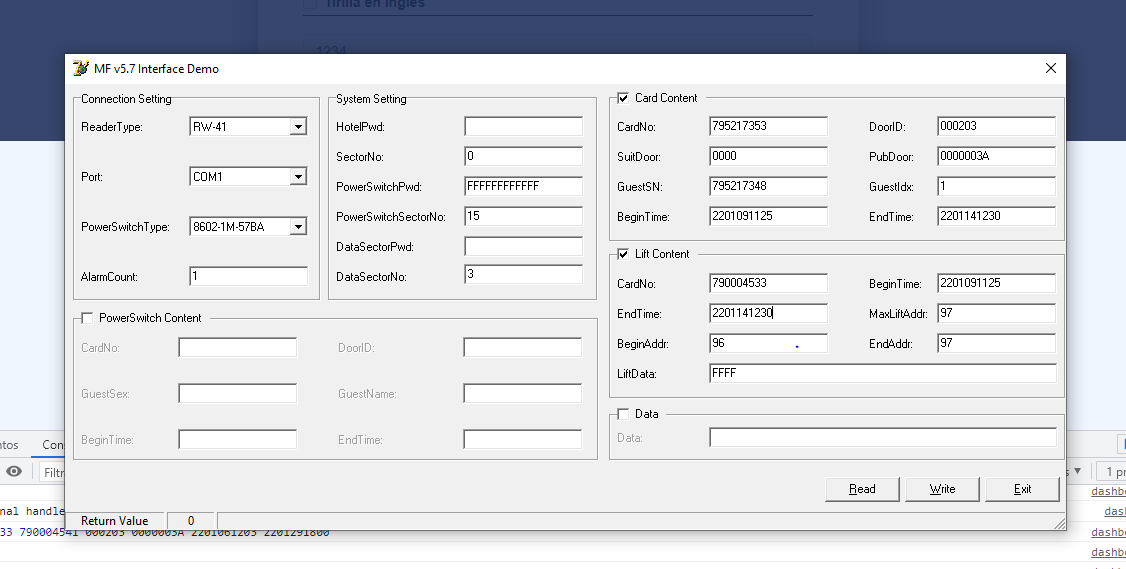 Tirilla en Ingles
1234
MF v5.7 Interface Demo
Connection Setting
ReaderType: RW-41
Port: COM1
PowerSwitchType: 8602-1M-57BA
AlarmCount: 1
System Setting
HotelPwd:
SectorNo: 0
PowerSwitchPwd: FFFFFFFFFFFF
PowerSwitchSectorNo: 15
DataSectorPwd:
DataSectorNo: 3
PowerSwitch Content
CardNo: DoorID:
GuestSex: GuestName:
BeginTime: EndTime:
Card Content
CardNo: 795217353 DoorID: 000203
SuitDoor: 0000 PubDoor: 0000003A
GuestSN: 795217348 GuestIdx: 1
BeginTime: 2201091125 EndTime: 2201141230
Lift Content
CardNo: 790004533 BeginTime: 2201091125
EndTime: 2201141230 MaxLiftAddr: 97
BeginAddr: 96 EndAddr: 97
LiftData: FFFF
Data
Data:
Read Write Exit
Return Value 0
ntos Con
Filtr s ▼ 1 pr
dashb
nal handle das
33 790004541 000203 0000003A 2201061203 2201291800 dashb
dashb